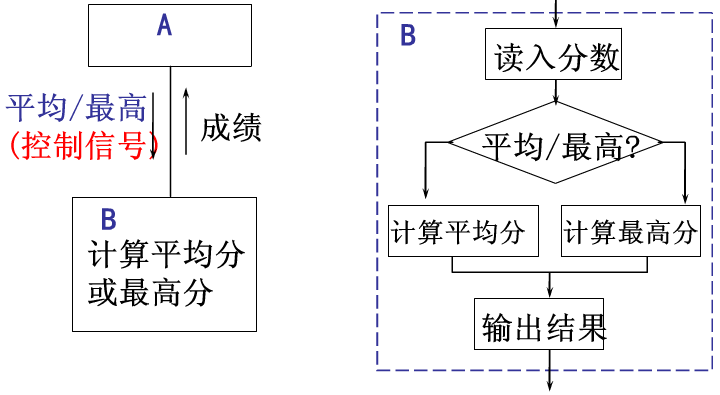 A
平均/最高
(控制信号)
成绩
B
计算平均分
或最高分
B
读入分数
平均/最高?
计算平均分
计算最高分
输出结果